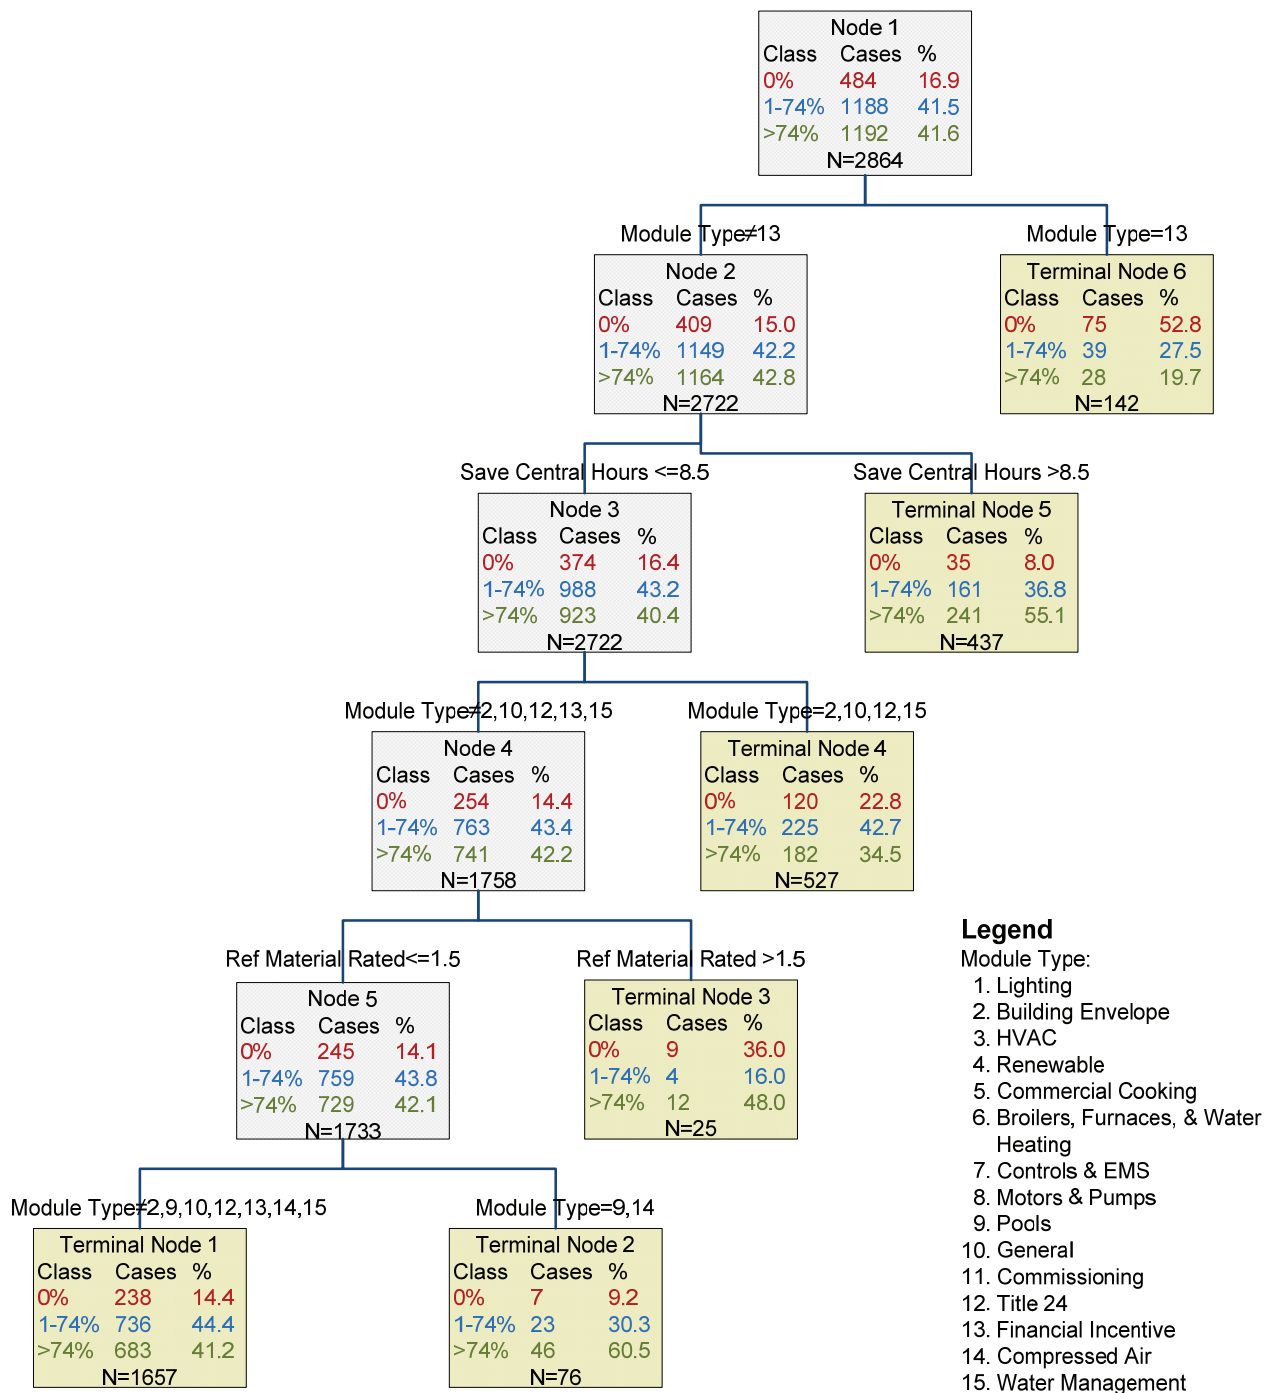 Node 1
Class Cases %
0% 484 16.9
1-74% 1188 41.5
>74% 1192 41.6
N=2864
Module Type≠13
Module Type=13
Node 2
Class Cases %
0% 409 15.0
1-74% 1149 42.2
>74% 1164 42.8
N=2722
Terminal Node 6
Class Cases %
0% 75 52.8
1-74% 39 27.5
>74% 28 19.7
N=142
Save Central Hours <=8.5
Save Central Hours >8.5
Node 3
Class Cases %
0% 374 16.4
1-74% 988 43.2
>74% 923 40.4
N=2722
Terminal Node 5
Class Cases %
0% 35 8.0
1-74% 161 36.8
>74% 241 55.1
N=437
Module Type≠2,10,12,13,15
Module Type=2,10,12,15
Node 4
Class Cases %
0% 254 14.4
1-74% 763 43.4
>74% 741 42.2
N=1758
Terminal Node 4
Class Cases %
0% 120 22.8
1-74% 225 42.7
>74% 182 34.5
N=527
Ref Material Rated<=1.5
Ref Material Rated >1.5
Node 5
Class Cases %
0% 245 14.1
1-74% 759 43.8
>74% 729 42.1
N=1733
Terminal Node 3
Class Cases %
0% 9 36.0
1-74% 4 16.0
>74% 12 48.0
N=25
Module Type≠2,9,10,12,13,14,15
Module Type=9,14
Terminal Node 1
Class Cases %
0% 238 14.4
1-74% 736 44.4
>74% 683 41.2
N=1657
Terminal Node 2
Class Cases %
0% 7 9.2
1-74% 23 30.3
>74% 46 60.5
N=76
Legend
Module Type:
1. Lighting
2. Building Envelope
3. HVAC
4. Renewable
5. Commercial Cooking
6. Broilers, Furnaces, & Water
Heating
7. Controls & EMS
8. Motors & Pumps
9. Pools
10. General
11. Commissioning
12. Title 24
13. Financial Incentive
14. Compressed Air
15. Water Management